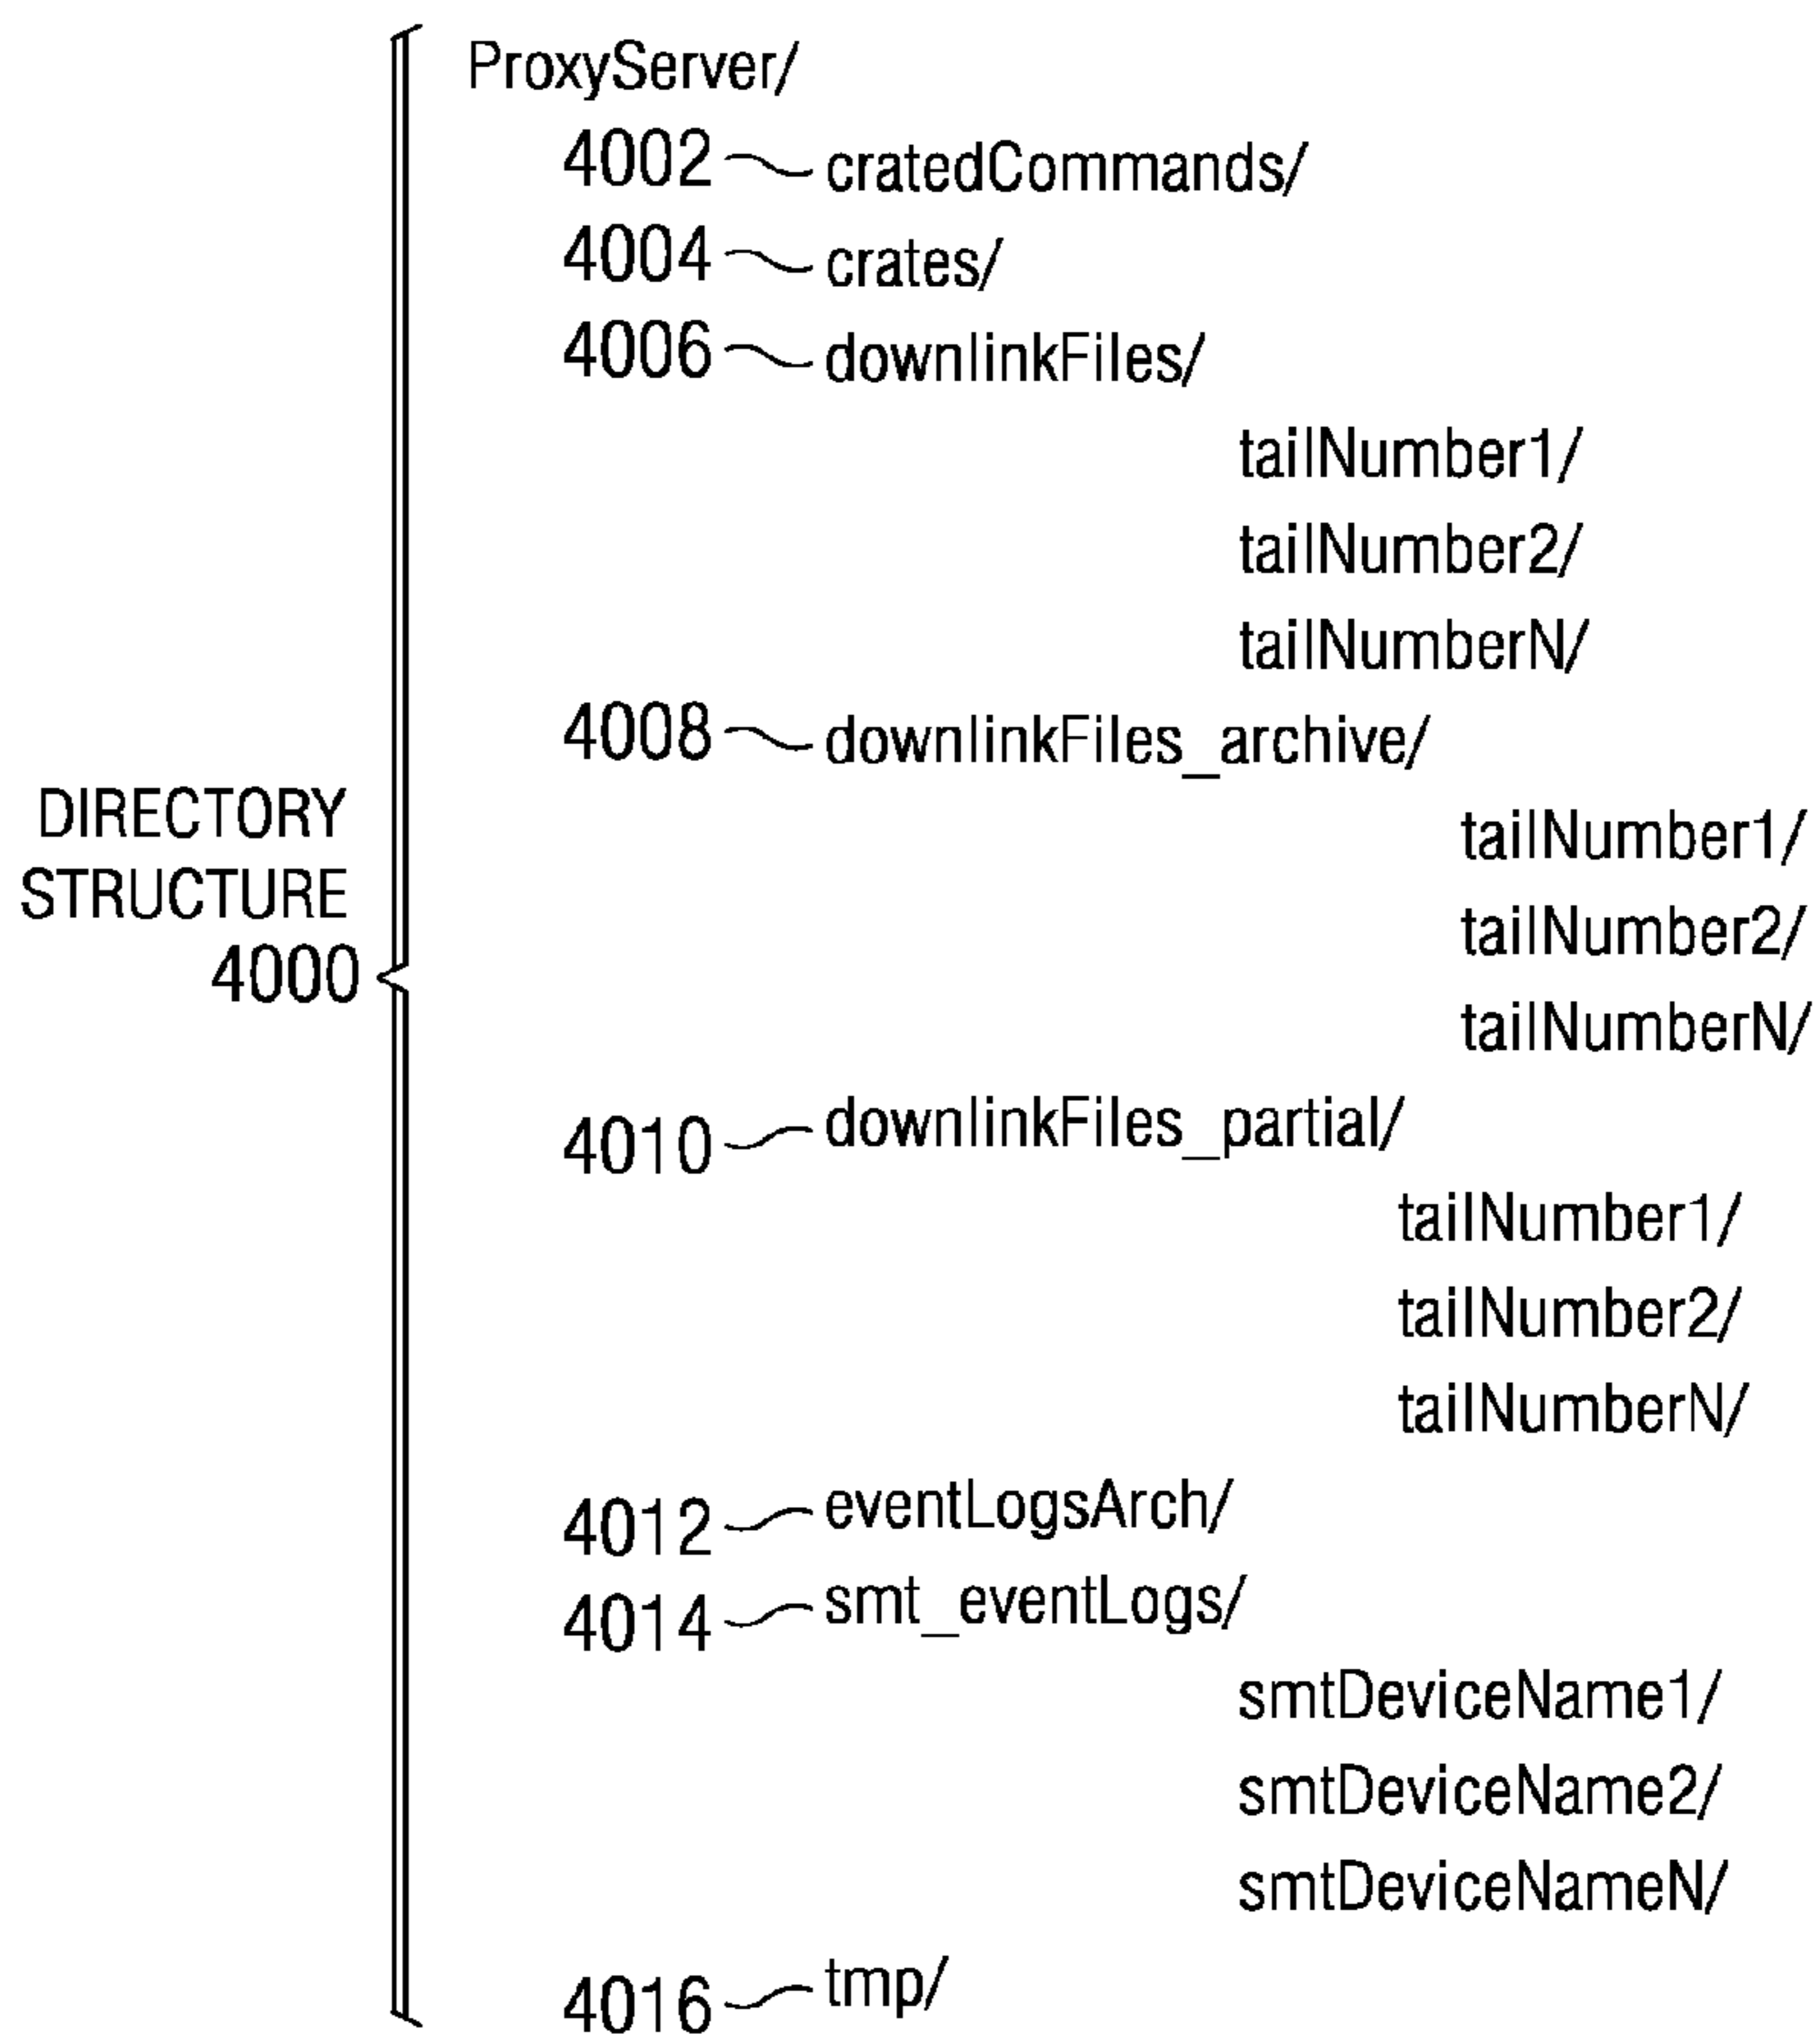 ProxyServer/
4002 cratedCommands/
4004 crates/
4006 downlinkFiles/
tailNumber1/
tailNumber2/
tailNumberN/
4008 downlinkFiles_archive/
DIRECTORY
STRUCTURE
4000
tailNumber1/
tailNumber2/
tailNumberN/
4010 downlinkFiles_partial/
tailNumber1/
tailNumber2/
tailNumberN/
4012 eventLogsArch/
4014 smt_eventLogs/
smtDeviceName1/
smtDeviceName2/
smtDeviceNameN/
4016 tmp/